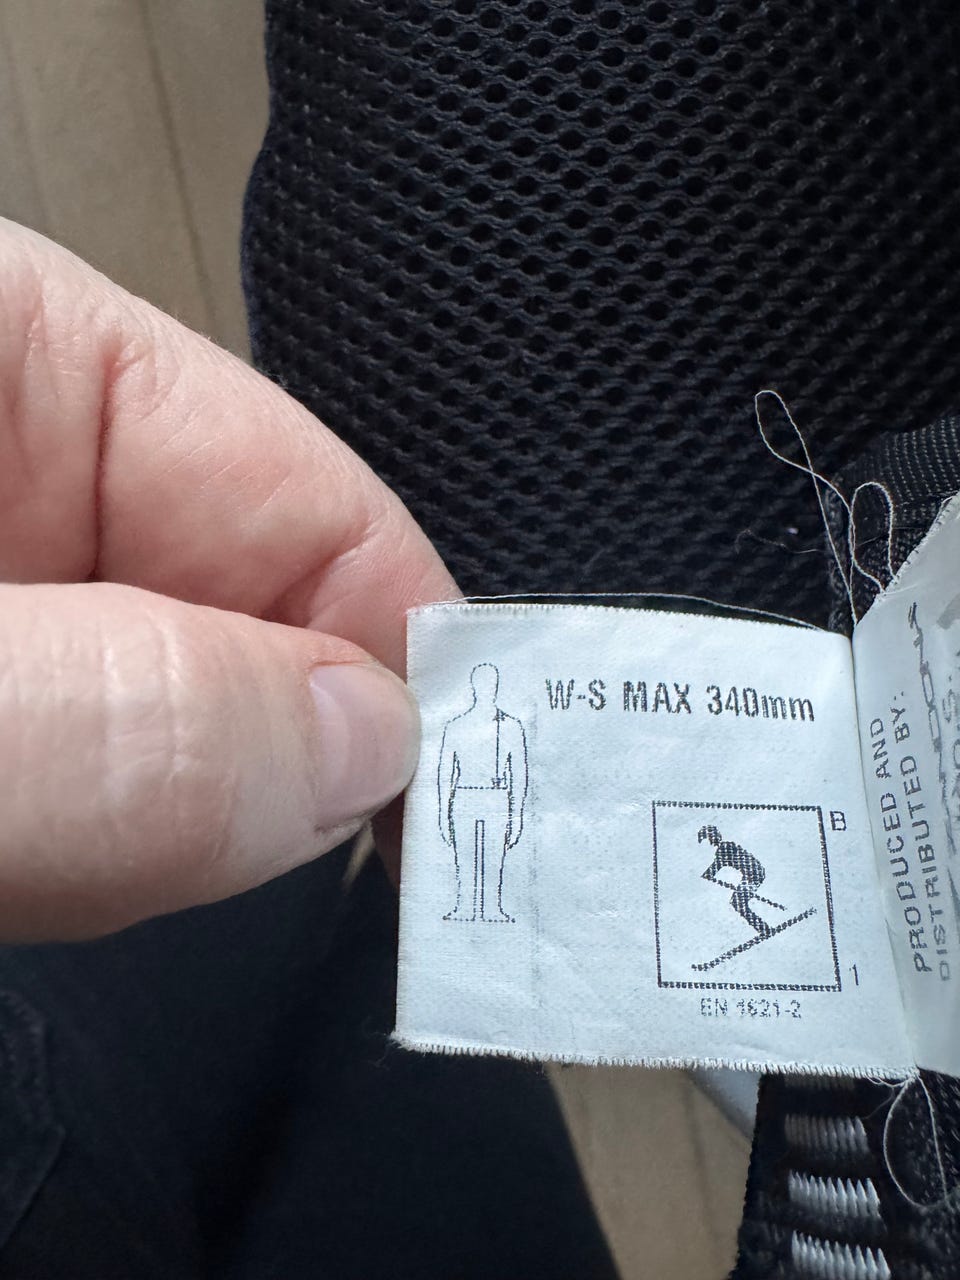 W-S MAX 340mm
B
1
EN 1621-2
PRODUCED AND
DISTRIBUTED BY: